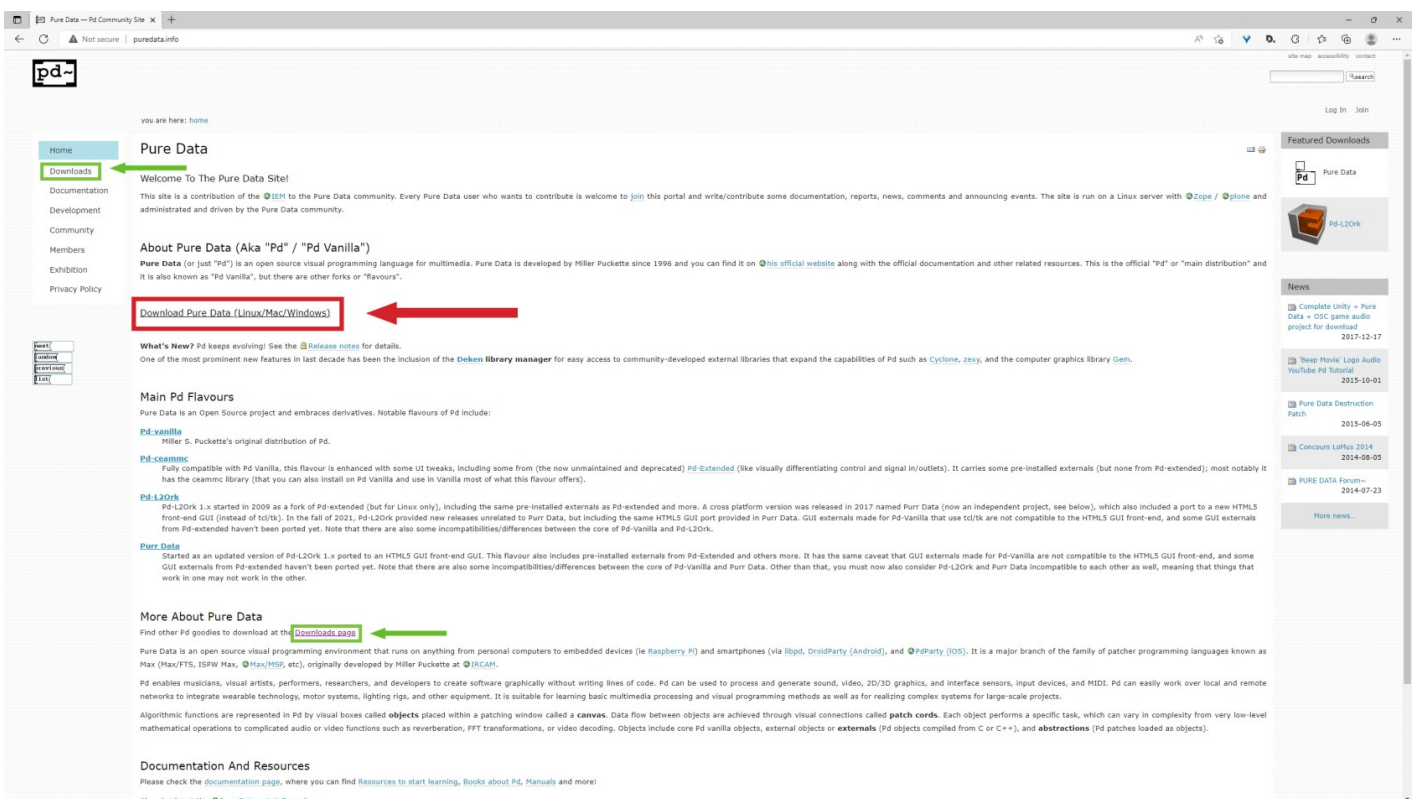 Pure Data — Pd Community Site
Not secure | puredata.info
site map accessibility contact
pd~
search
Log In Join
you are here: home
Home
Downloads
Documentation
Development
Community
Members
Exhibition
Privacy Policy
next
random
previous
list
Pure Data
Welcome To The Pure Data Site!
This site is a contribution of the IEM to the Pure Data community. Every Pure Data user who wants to contribute is welcome to join this portal and write/contribute some documentation, reports, news, comments and announcing events. The site is run on a Linux server with Zope / plone and
administrated and driven by the Pure Data community.
About Pure Data (Aka "Pd" / "Pd Vanilla")
Pure Data (or just "Pd") is an open source visual programming language for multimedia. Pure Data is developed by Miller Puckette since 1996 and you can find it on his official website along with the official documentation and other related resources. This is the official "Pd" or "main distribution" and
it is also known as "Pd Vanilla", but there are other forks or "flavours".
Download Pure Data (Linux/Mac/Windows)
What's New? Pd keeps evolving! See the Release notes for details.
One of the most prominent new features in last decade has been the inclusion of the Deken library manager for easy access to community-developed external libraries that expand the capabilities of Pd such as Cyclone, zexy, and the computer graphics library Gem.
Main Pd Flavours
Pure Data is an Open Source project and embraces derivatives. Notable flavours of Pd include:
Pd-vanilla
Miller S. Puckette's original distribution of Pd.
Pd-ceammc
Fully compatible with Pd Vanilla, this flavour is enhanced with some UI tweaks, including some from (the now unmaintained and deprecated) Pd-Extended (like visually differentiating control and signal in/outlets). It carries some pre-installed externals (but none from Pd-extended); most notably it
has the ceammc library (that you can also install on Pd Vanilla and use in Vanilla most of what this flavour offers).
Pd-L2Ork
Pd-L2Ork 1.x started in 2009 as a fork of Pd-extended (but for Linux only), including the same pre-installed externals as Pd-extended and more. A cross platform version was released in 2017 named Purr Data (now an independent project, see below), which also included a port to a new HTML5
front-end GUI (instead of tcl/tk). In the fall of 2021, Pd-L2Ork provided new releases unrelated to Purr Data, but including the same HTML5 GUI port provided in Purr Data. GUI externals made for Pd-Vanilla that use tcl/tk are not compatible to the HTML5 GUI front-end, and some GUI externals
from Pd-extended haven't been ported yet. Note that there are also some incompatibilities/differences between the core of Pd-Vanilla and Pd-L2Ork.
Purr Data
Started as an updated version of Pd-L2Ork 1.x ported to an HTML5 GUI front-end GUI. This flavour also includes pre-installed externals from Pd-Extended and others more. It has the same caveat that GUI externals made for Pd-Vanilla are not compatible to the HTML5 GUI front-end, and some
GUI externals from Pd-extended haven't been ported yet. Note that there are also some incompatibilities/differences between the core of Pd-Vanilla and Purr Data. Other than that, you must now also consider Pd-L2Ork and Purr Data incompatible to each other as well, meaning that things that
work in one may not work in the other.
More About Pure Data
Find other Pd goodies to download at the Downloads page
Pure Data is an open source visual programming environment that runs on anything from personal computers to embedded devices (ie Raspberry Pi) and smartphones (via libpd, DroidParty (Android), and PdParty (iOS). It is a major branch of the family of patcher programming languages known as
Max (Max/FTS, ISPW Max, Max/MSP, etc), originally developed by Miller Puckette at IRCAM.
Pd enables musicians, visual artists, performers, researchers, and developers to create software graphically without writing lines of code. Pd can be used to process and generate sound, video, 2D/3D graphics, and interface sensors, input devices, and MIDI. Pd can easily work over local and remote
networks to integrate wearable technology, motor systems, lighting rigs, and other equipment. It is suitable for learning basic multimedia processing and visual programming methods as well as for realizing complex systems for large-scale projects.
Algorithmic functions are represented in Pd by visual boxes called objects placed within a patching window called a canvas. Data flow between objects are achieved through visual connections called patch cords. Each object performs a specific task, which can vary in complexity from very low-level
mathematical operations to complicated audio or video functions such as reverberation, FFT transformations, or video decoding. Objects include core Pd vanilla objects, external objects or externals (Pd objects compiled from C or C++), and abstractions (Pd patches loaded as objects).
Documentation And Resources
Please check the documentation page, where you can find Resources to start learning, Books about Pd, Manuals and more!
Featured Downloads
Pd
Pure Data
Pd-L2Ork
News
Complete Unity + Pure
Data + OSC game audio
project for download
2017-12-17
'Beep Movie' Logo Audio
YouTube Pd Tutorial
2015-10-01
Pure Data Destruction
Patch
2015-06-05
Concours LoMus 2014
2014-08-05
PURE DATA Forum~
2014-07-23
More news…